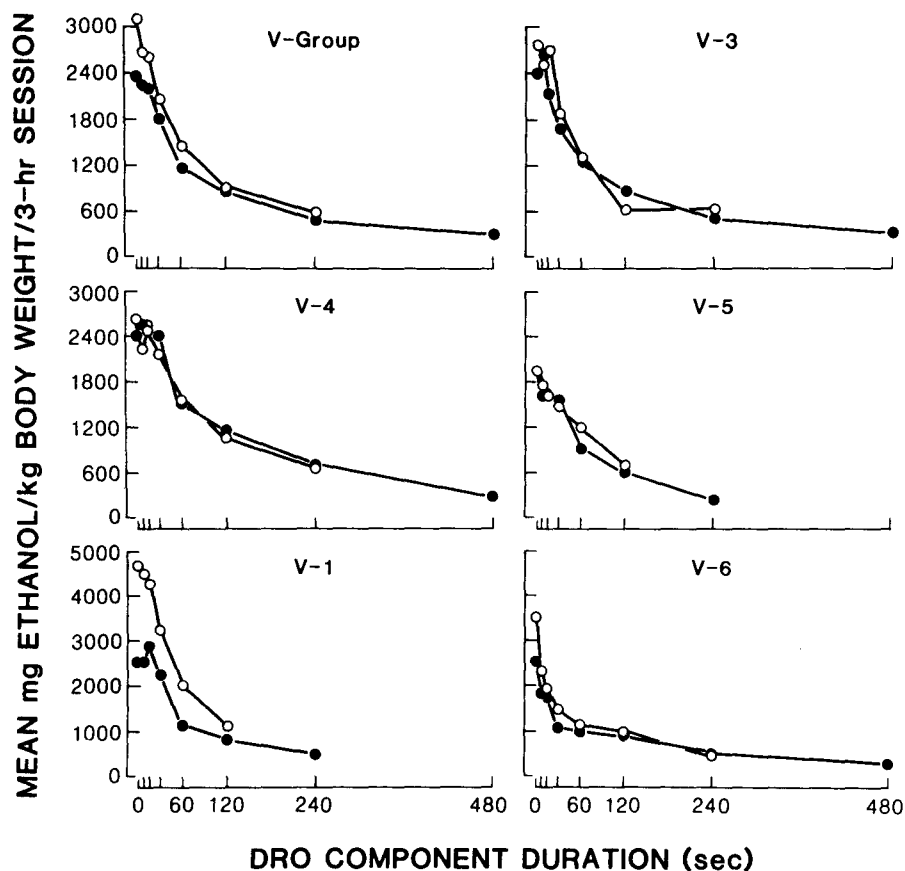 MEAN mg ETHANOL/kg BODY WEIGHT/3-hr SESSION
V-Group
3000
2400
1800
1200
600
0
V-3
V-4
3000
2400
1800
1200
600
0
V-5
V-1
5000
4000
3000
2000
1000
0
0 60 120 240 480
V-6
0 60 120 240 480
DRO COMPONENT DURATION (sec)